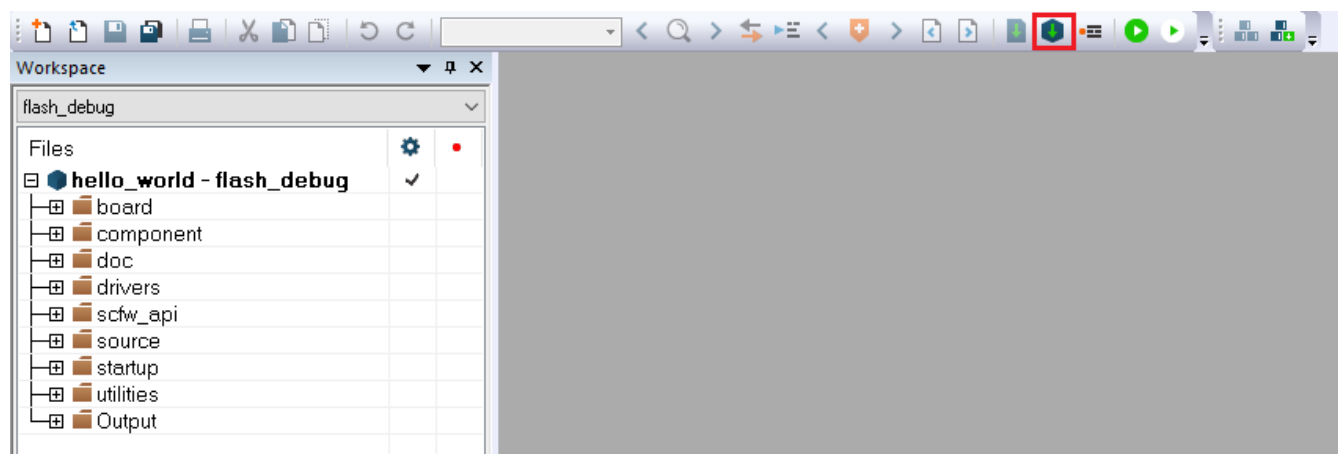 Workspace
flash_debug
Files
hello_world - flash_debug
board
component
doc
drivers
scfw_api
source
startup
utilities
Output